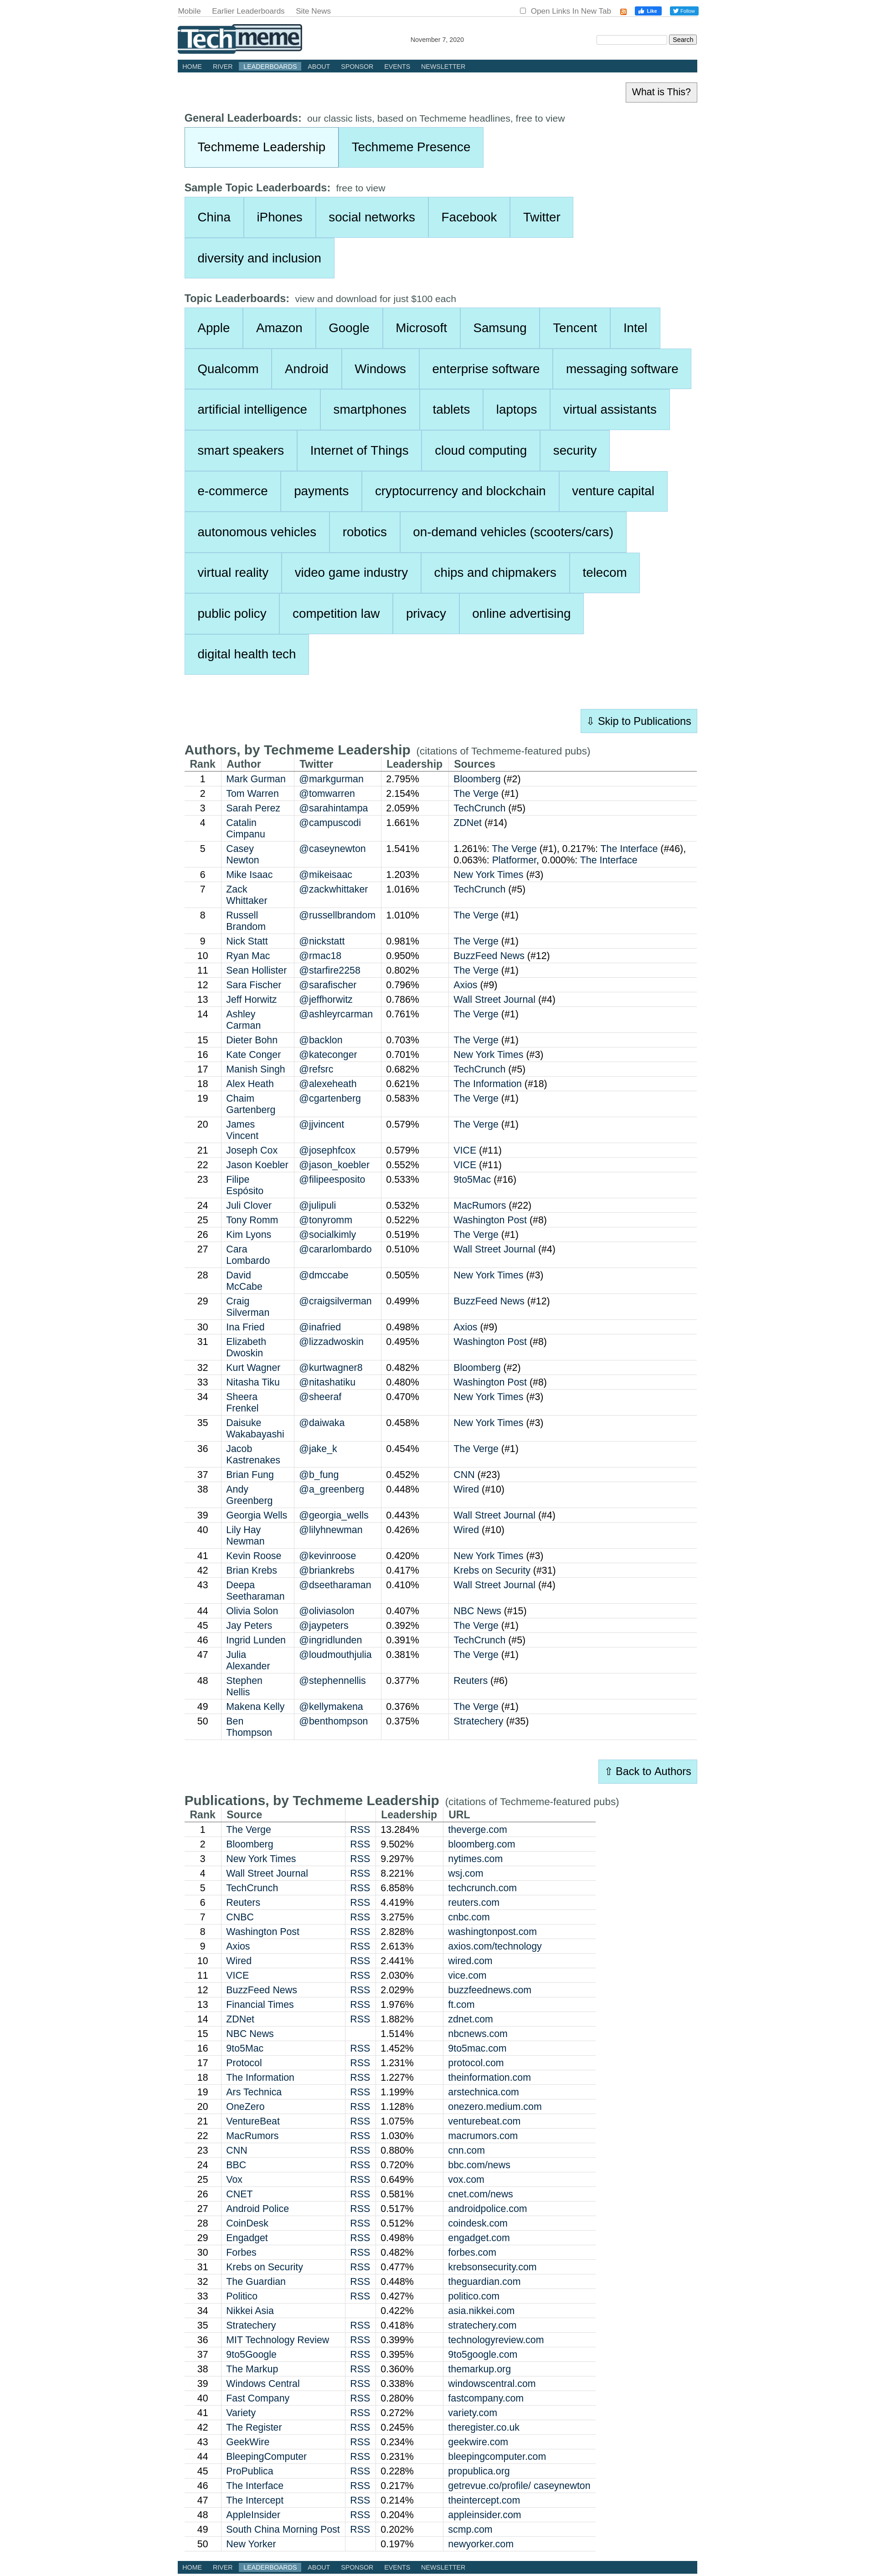 Mobile Earlier Leaderboards Site News Open Links In New Tab Like Follow
Techmeme November 7, 2020 Search
HOME RIVER LEADERBOARDS ABOUT SPONSOR EVENTS NEWSLETTER
What is This?
General Leaderboards: our classic lists, based on Techmeme headlines, free to view
Techmeme Leadership Techmeme Presence
Sample Topic Leaderboards: free to view
China iPhones social networks Facebook Twitter
diversity and inclusion
Topic Leaderboards: view and download for just $100 each
Apple Amazon Google Microsoft Samsung Tencent Intel
Qualcomm Android Windows enterprise software messaging software
artificial intelligence smartphones tablets laptops virtual assistants
smart speakers Internet of Things cloud computing security
e-commerce payments cryptocurrency and blockchain venture capital
autonomous vehicles robotics on-demand vehicles (scooters/cars)
virtual reality video game industry chips and chipmakers telecom
public policy competition law privacy online advertising
digital health tech
⇩ Skip to Publications
Authors, by Techmeme Leadership (citations of Techmeme-featured pubs)
Rank Author Twitter Leadership Sources
1 Mark Gurman @markgurman 2.795% Bloomberg (#2)
2 Tom Warren @tomwarren 2.154% The Verge (#1)
3 Sarah Perez @sarahintampa 2.059% TechCrunch (#5)
4 Catalin @campuscodi 1.661% ZDNet (#14)
Cimpanu
5 Casey @caseynewton 1.541% 1.261%: The Verge (#1), 0.217%: The Interface (#46),
Newton 0.063%: Platformer, 0.000%: The Interface
6 Mike Isaac @mikeisaac 1.203% New York Times (#3)
7 Zack @zackwhittaker 1.016% TechCrunch (#5)
Whittaker
8 Russell @russellbrandom 1.010% The Verge (#1)
Brandom
9 Nick Statt @nickstatt 0.981% The Verge (#1)
10 Ryan Mac @rmac18 0.950% BuzzFeed News (#12)
11 Sean Hollister @starfire2258 0.802% The Verge (#1)
12 Sara Fischer @sarafischer 0.796% Axios (#9)
13 Jeff Horwitz @jeffhorwitz 0.786% Wall Street Journal (#4)
14 Ashley @ashleyrcarman 0.761% The Verge (#1)
Carman
15 Dieter Bohn @backlon 0.703% The Verge (#1)
16 Kate Conger @kateconger 0.701% New York Times (#3)
17 Manish Singh @refsrc 0.682% TechCrunch (#5)
18 Alex Heath @alexeheath 0.621% The Information (#18)
19 Chaim @cgartenberg 0.583% The Verge (#1)
Gartenberg
20 James @jjvincent 0.579% The Verge (#1)
Vincent
21 Joseph Cox @josephfcox 0.579% VICE (#11)
22 Jason Koebler @jason_koebler 0.552% VICE (#11)
23 Filipe @filipeesposito 0.533% 9to5Mac (#16)
Espósito
24 Juli Clover @julipuli 0.532% MacRumors (#22)
25 Tony Romm @tonyromm 0.522% Washington Post (#8)
26 Kim Lyons @socialkimly 0.519% The Verge (#1)
27 Cara @cararlombardo 0.510% Wall Street Journal (#4)
Lombardo
28 David @dmccabe 0.505% New York Times (#3)
McCabe
29 Craig @craigsilverman 0.499% BuzzFeed News (#12)
Silverman
30 Ina Fried @inafried 0.498% Axios (#9)
31 Elizabeth @lizzadwoskin 0.495% Washington Post (#8)
Dwoskin
32 Kurt Wagner @kurtwagner8 0.482% Bloomberg (#2)
33 Nitasha Tiku @nitashatiku 0.480% Washington Post (#8)
34 Sheera @sheeraf 0.470% New York Times (#3)
Frenkel
35 Daisuke @daiwaka 0.458% New York Times (#3)
Wakabayashi
36 Jacob @jake_k 0.454% The Verge (#1)
Kastrenakes
37 Brian Fung @b_fung 0.452% CNN (#23)
38 Andy @a_greenberg 0.448% Wired (#10)
Greenberg
39 Georgia Wells @georgia_wells 0.443% Wall Street Journal (#4)
40 Lily Hay @lilyhnewman 0.426% Wired (#10)
Newman
41 Kevin Roose @kevinroose 0.420% New York Times (#3)
42 Brian Krebs @briankrebs 0.417% Krebs on Security (#31)
43 Deepa @dseetharaman 0.410% Wall Street Journal (#4)
Seetharaman
44 Olivia Solon @oliviasolon 0.407% NBC News (#15)
45 Jay Peters @jaypeters 0.392% The Verge (#1)
46 Ingrid Lunden @ingridlunden 0.391% TechCrunch (#5)
47 Julia @loudmouthjulia 0.381% The Verge (#1)
Alexander
48 Stephen @stephennellis 0.377% Reuters (#6)
Nellis
49 Makena Kelly @kellymakena 0.376% The Verge (#1)
50 Ben @benthompson 0.375% Stratechery (#35)
Thompson
⇧ Back to Authors
Publications, by Techmeme Leadership (citations of Techmeme-featured pubs)
Rank Source Leadership URL
1 The Verge RSS 13.284% theverge.com
2 Bloomberg RSS 9.502% bloomberg.com
3 New York Times RSS 9.297% nytimes.com
4 Wall Street Journal RSS 8.221% wsj.com
5 TechCrunch RSS 6.858% techcrunch.com
6 Reuters RSS 4.419% reuters.com
7 CNBC RSS 3.275% cnbc.com
8 Washington Post RSS 2.828% washingtonpost.com
9 Axios RSS 2.613% axios.com/technology
10 Wired RSS 2.441% wired.com
11 VICE RSS 2.030% vice.com
12 BuzzFeed News RSS 2.029% buzzfeednews.com
13 Financial Times RSS 1.976% ft.com
14 ZDNet RSS 1.882% zdnet.com
15 NBC News 1.514% nbcnews.com
16 9to5Mac RSS 1.452% 9to5mac.com
17 Protocol RSS 1.231% protocol.com
18 The Information RSS 1.227% theinformation.com
19 Ars Technica RSS 1.199% arstechnica.com
20 OneZero RSS 1.128% onezero.medium.com
21 VentureBeat RSS 1.075% venturebeat.com
22 MacRumors RSS 1.030% macrumors.com
23 CNN RSS 0.880% cnn.com
24 BBC RSS 0.720% bbc.com/news
25 Vox RSS 0.649% vox.com
26 CNET RSS 0.581% cnet.com/news
27 Android Police RSS 0.517% androidpolice.com
28 CoinDesk RSS 0.512% coindesk.com
29 Engadget RSS 0.498% engadget.com
30 Forbes RSS 0.482% forbes.com
31 Krebs on Security RSS 0.477% krebsonsecurity.com
32 The Guardian RSS 0.448% theguardian.com
33 Politico RSS 0.427% politico.com
34 Nikkei Asia 0.422% asia.nikkei.com
35 Stratechery RSS 0.418% stratechery.com
36 MIT Technology Review RSS 0.399% technologyreview.com
37 9to5Google RSS 0.395% 9to5google.com
38 The Markup RSS 0.360% themarkup.org
39 Windows Central RSS 0.338% windowscentral.com
40 Fast Company RSS 0.280% fastcompany.com
41 Variety RSS 0.272% variety.com
42 The Register RSS 0.245% theregister.co.uk
43 GeekWire RSS 0.234% geekwire.com
44 BleepingComputer RSS 0.231% bleepingcomputer.com
45 ProPublica RSS 0.228% propublica.org
46 The Interface RSS 0.217% getrevue.co/profile/ caseynewton
47 The Intercept RSS 0.214% theintercept.com
48 AppleInsider RSS 0.204% appleinsider.com
49 South China Morning Post RSS 0.202% scmp.com
50 New Yorker 0.197% newyorker.com
HOME RIVER LEADERBOARDS ABOUT SPONSOR EVENTS NEWSLETTER